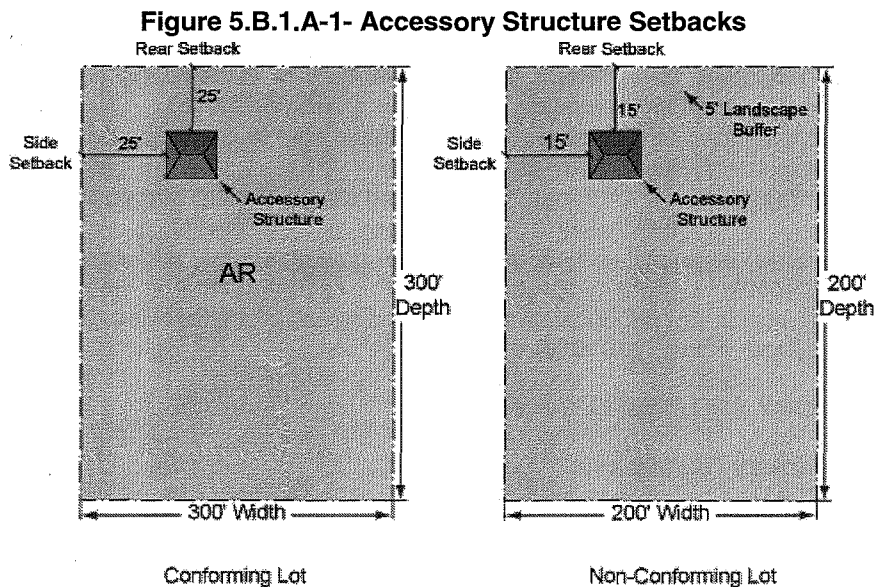 Figure 5.B.1.A-1- Accessory Structure Setbacks
Rear Setback
25'
Side
Setback
25'
Accessory
Structure
AR
300'
Depth
300' Width
Conforming Lot
Rear Setback
15'
5' Landscape
Buffer
Side
Setback
15'
Accessory
Structure
200'
Depth
200' Width
Non-Conforming Lot